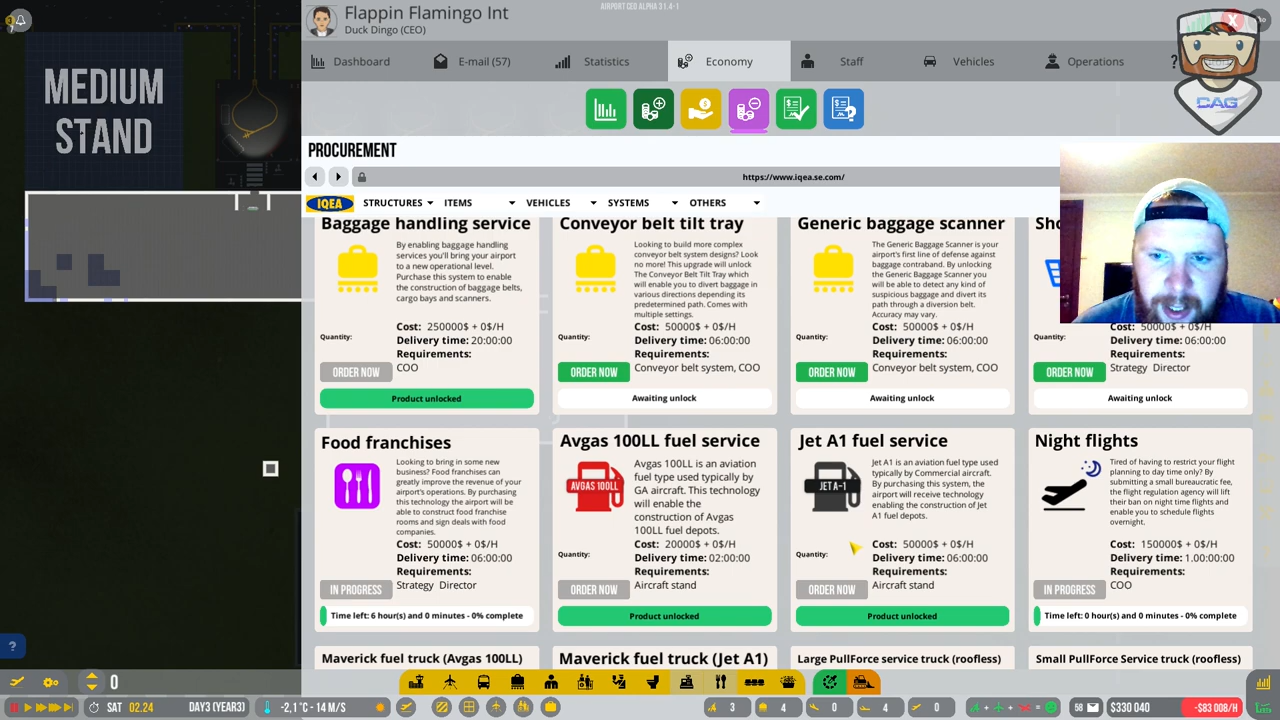 AIRPORT CEO ALPHA 31.4-1
Flappin Flamingo Int
Duck Dingo (CEO)
Dashboard
E-mail (57)
Statistics
Economy
Staff
Vehicles
Operations
CAG
MEDIUM
STAND
PROCUREMENT
https://www.iqea.se.com/
IQEA
STRUCTURES
ITEMS
VEHICLES
SYSTEMS
OTHERS
Baggage handling service
By enabling baggage handling
services you'll bring your airport
to a new operational level.
Purchase this system to enable
the construction of baggage belts,
cargo bays and scanners.
Cost: 250000$ + 0$/H
Delivery time: 20:00:00
Quantity:
Requirements:
COO
ORDER NOW
Product unlocked
Conveyor belt tilt tray
Looking to build more complex
conveyor belt system designs? Look
no more! This upgrade will unlock
The Conveyor Belt Tilt Tray which
will enable you to divert baggage in
various directions depending its
predetermined path. Comes with
multiple settings.
Cost: 50000$ + 0$/H
Delivery time: 06:00:00
Quantity:
Requirements:
Conveyor belt system, COO
ORDER NOW
Awaiting unlock
Generic baggage scanner
The Generic Baggage Scanner is your
airport's first line of defense against
baggage contraband. By unlocking
the Generic Baggage Scanner you
will be able to detect any kind of
suspicious baggage and divert its
path through a diversion belt.
Accuracy may vary.
Cost: 50000$ + 0$/H
Delivery time: 06:00:00
Quantity:
Requirements:
Conveyor belt system, COO
ORDER NOW
Awaiting unlock
Cost: 50000$ + 0$/H
Delivery time: 06:00:00
Quantity:
Requirements:
Strategy Director
ORDER NOW
Awaiting unlock
Food franchises
Looking to bring in some new
business? Food franchises can
greatly improve the revenue of your
airport's operations. By purchasing
this technology the airport will be
able to construct food franchise
rooms and sign deals with food
companies.
Cost: 50000$ + 0$/H
Delivery time: 06:00:00
Requirements:
Strategy Director
IN PROGRESS
Time left: 6 hour(s) and 0 minutes - 0% complete
Avgas 100LL fuel service
AVGAS 100LL
Avgas 100LL is an aviation
fuel type used typically by
GA aircraft. This technology
will enable the
construction of Avgas
100LL fuel depots.
Cost: 20000$ + 0$/H
Delivery time: 02:00:00
Quantity:
Requirements:
Aircraft stand
ORDER NOW
Product unlocked
Jet A1 fuel service
JET A-1
Jet A1 is an aviation fuel type used
typically by Commercial aircraft.
By purchasing this system, the
airport will receive technology
enabling the construction of Jet
A1 fuel depots.
Cost: 50000$ + 0$/H
Delivery time: 06:00:00
Quantity:
Requirements:
Aircraft stand
ORDER NOW
Product unlocked
Night flights
Tired of having to restrict your flight
planning to day time only? By
submitting a small bureaucratic fee,
the flight regulation agency will lift
their ban on night time flights and
enable you to schedule flights
overnight.
Cost: 150000$ + 0$/H
Delivery time: 1.00:00:00
Requirements:
COO
IN PROGRESS
Time left: 0 hour(s) and 0 minutes - 0% complete
Maverick fuel truck (Avgas 100LL)
Maverick fuel truck (Jet A1)
Large PullForce service truck (roofless)
Small PullForce Service truck (roofless)
?
0
SAT 02.24
DAY3 (YEAR3)
-2,1 °C - 14 M/S
3
4
0
4
0
58
$330 040
-$83 008/H